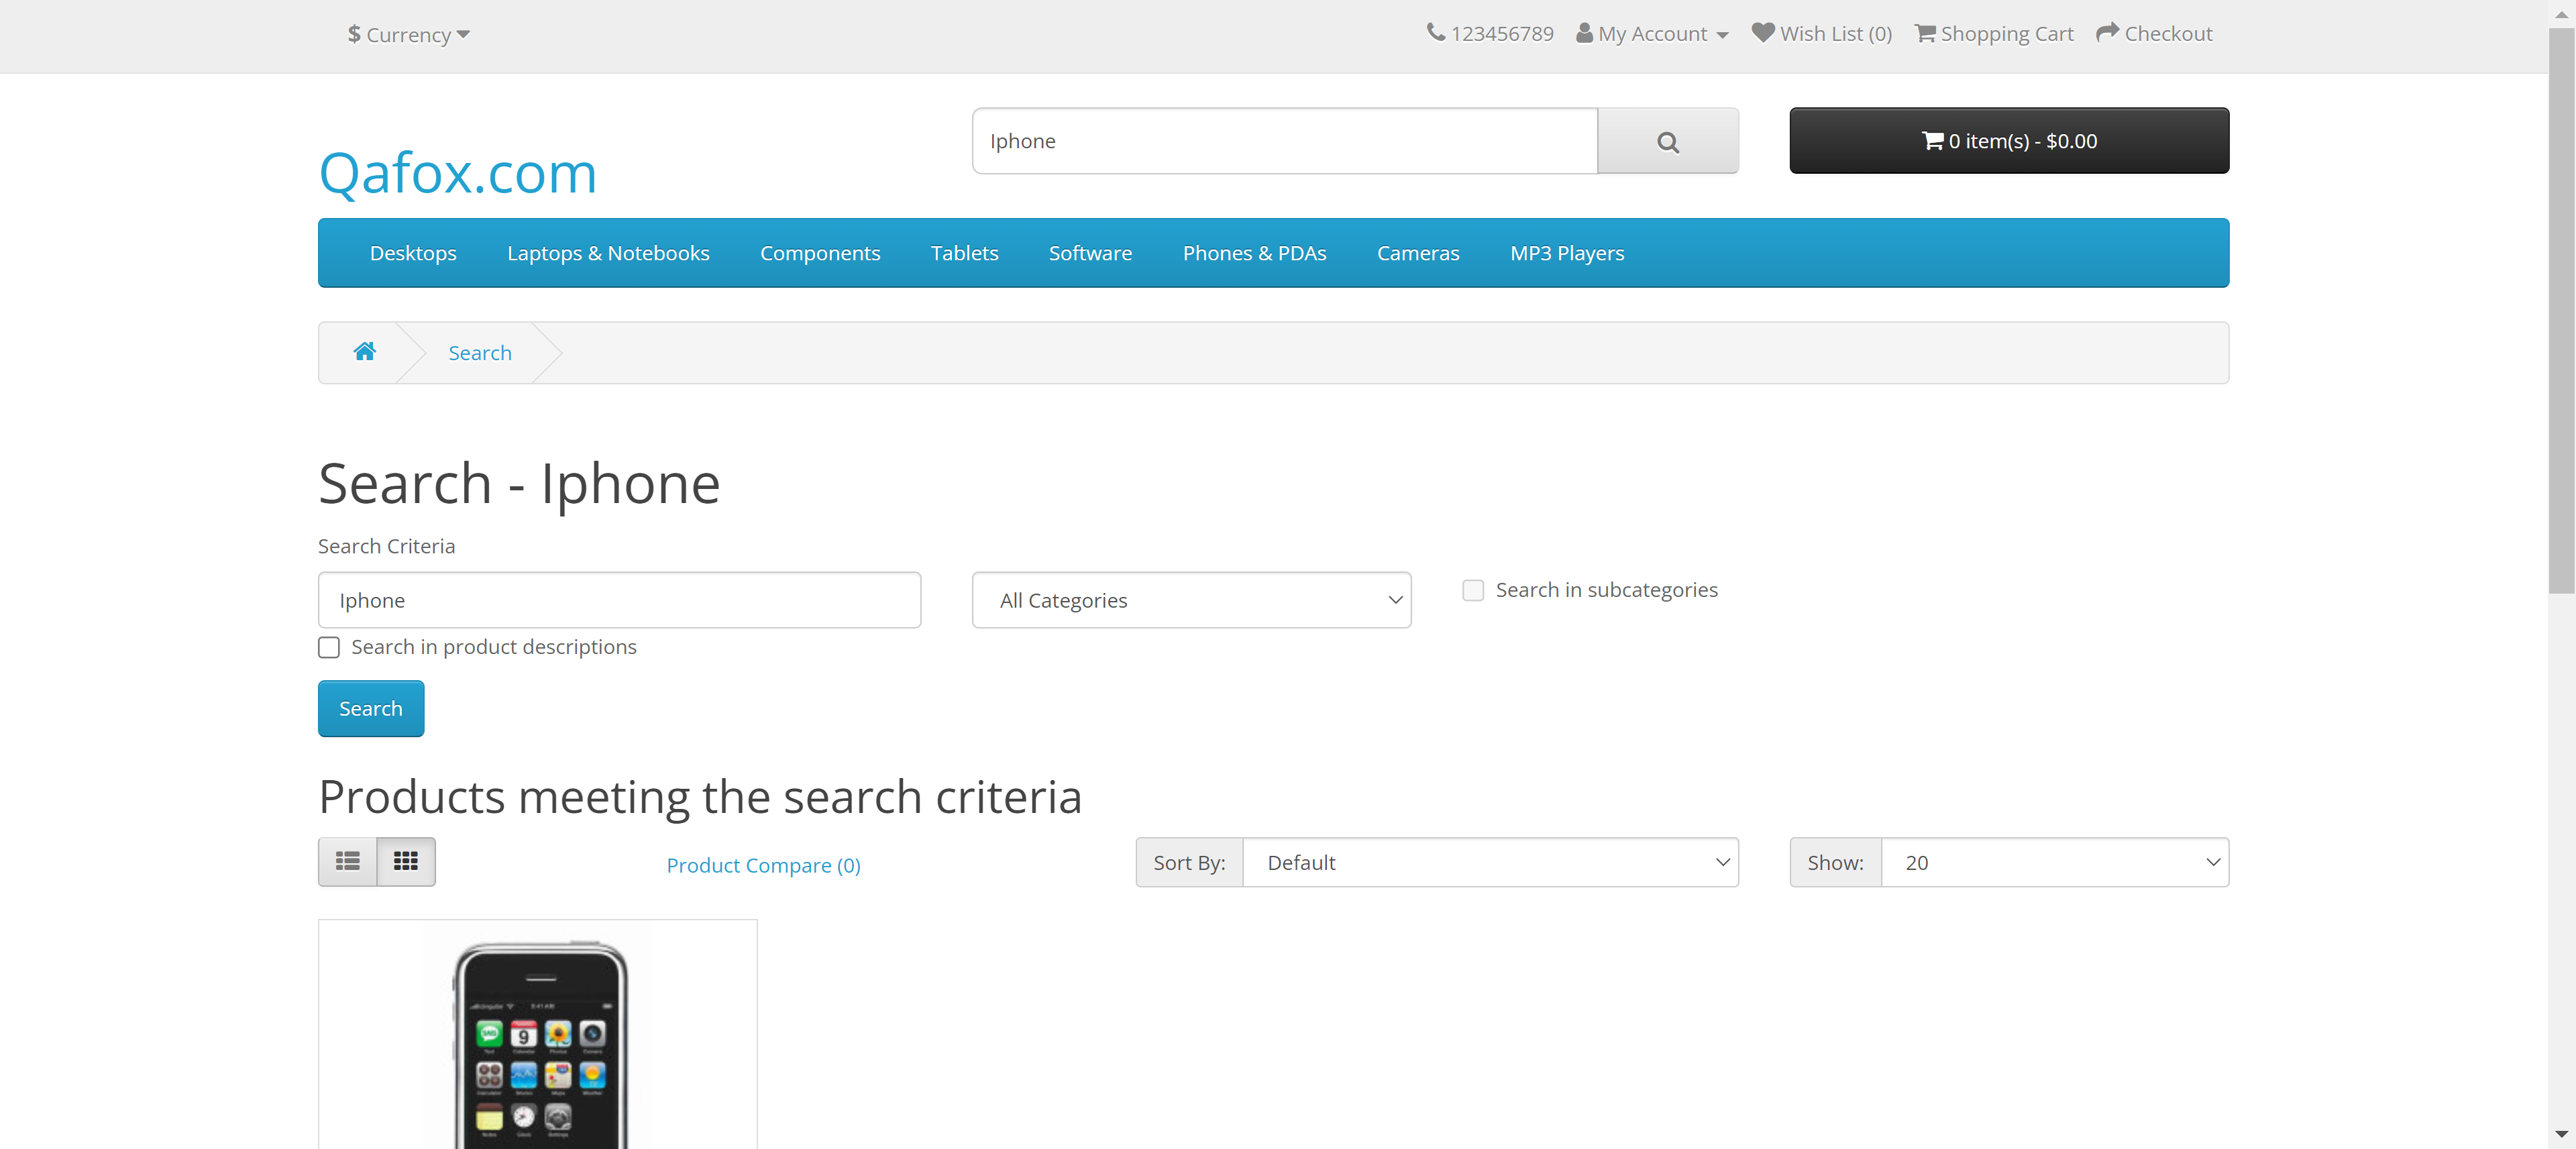 $ Currency
123456789 My Account Wish List (0) Shopping Cart Checkout
Qafox.com
Iphone
0 item(s) - $0.00
Desktops Laptops & Notebooks Components Tablets Software Phones & PDAs Cameras MP3 Players
Search
Search - Iphone
Search Criteria
Iphone
All Categories
Search in subcategories
Search in product descriptions
Search
Products meeting the search criteria
Product Compare (0)
Sort By: Default
Show: 20
9